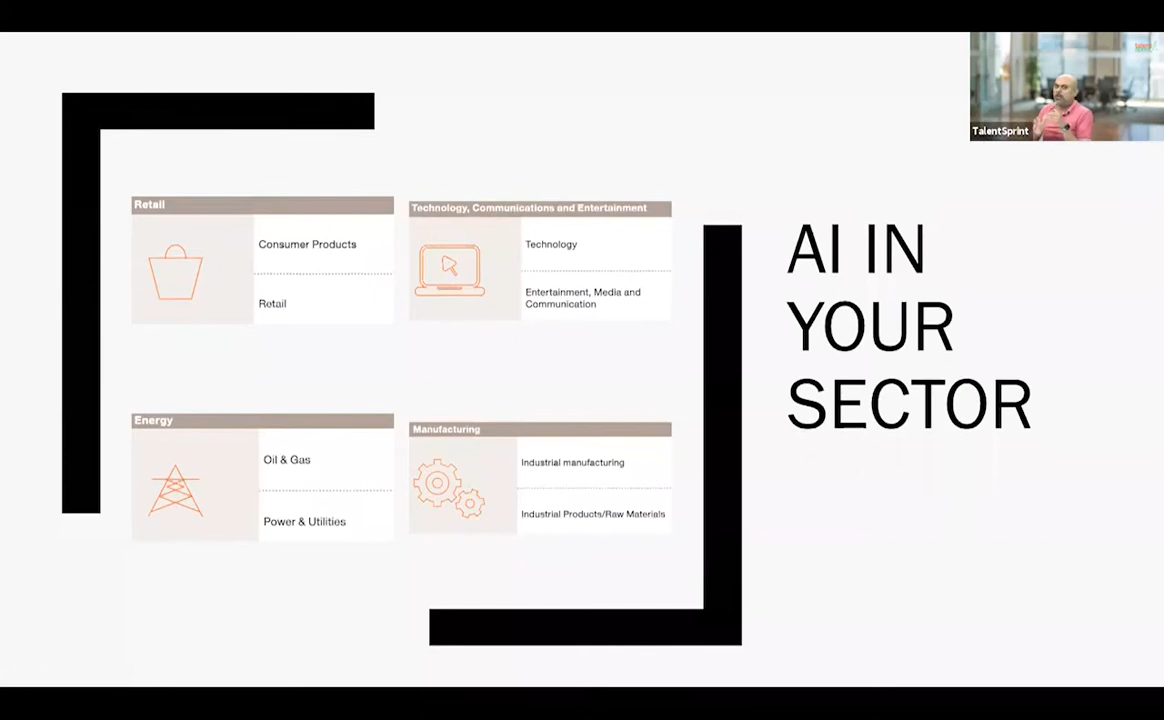 TalentSprint
Retail
Consumer Products
Retail
Technology, Communications and Entertainment
Technology
Entertainment, Media and
Communication
AI IN
YOUR
SECTOR
Energy
Oil & Gas
Power & Utilities
Manufacturing
Industrial manufacturing
Industrial Products/Raw Materials